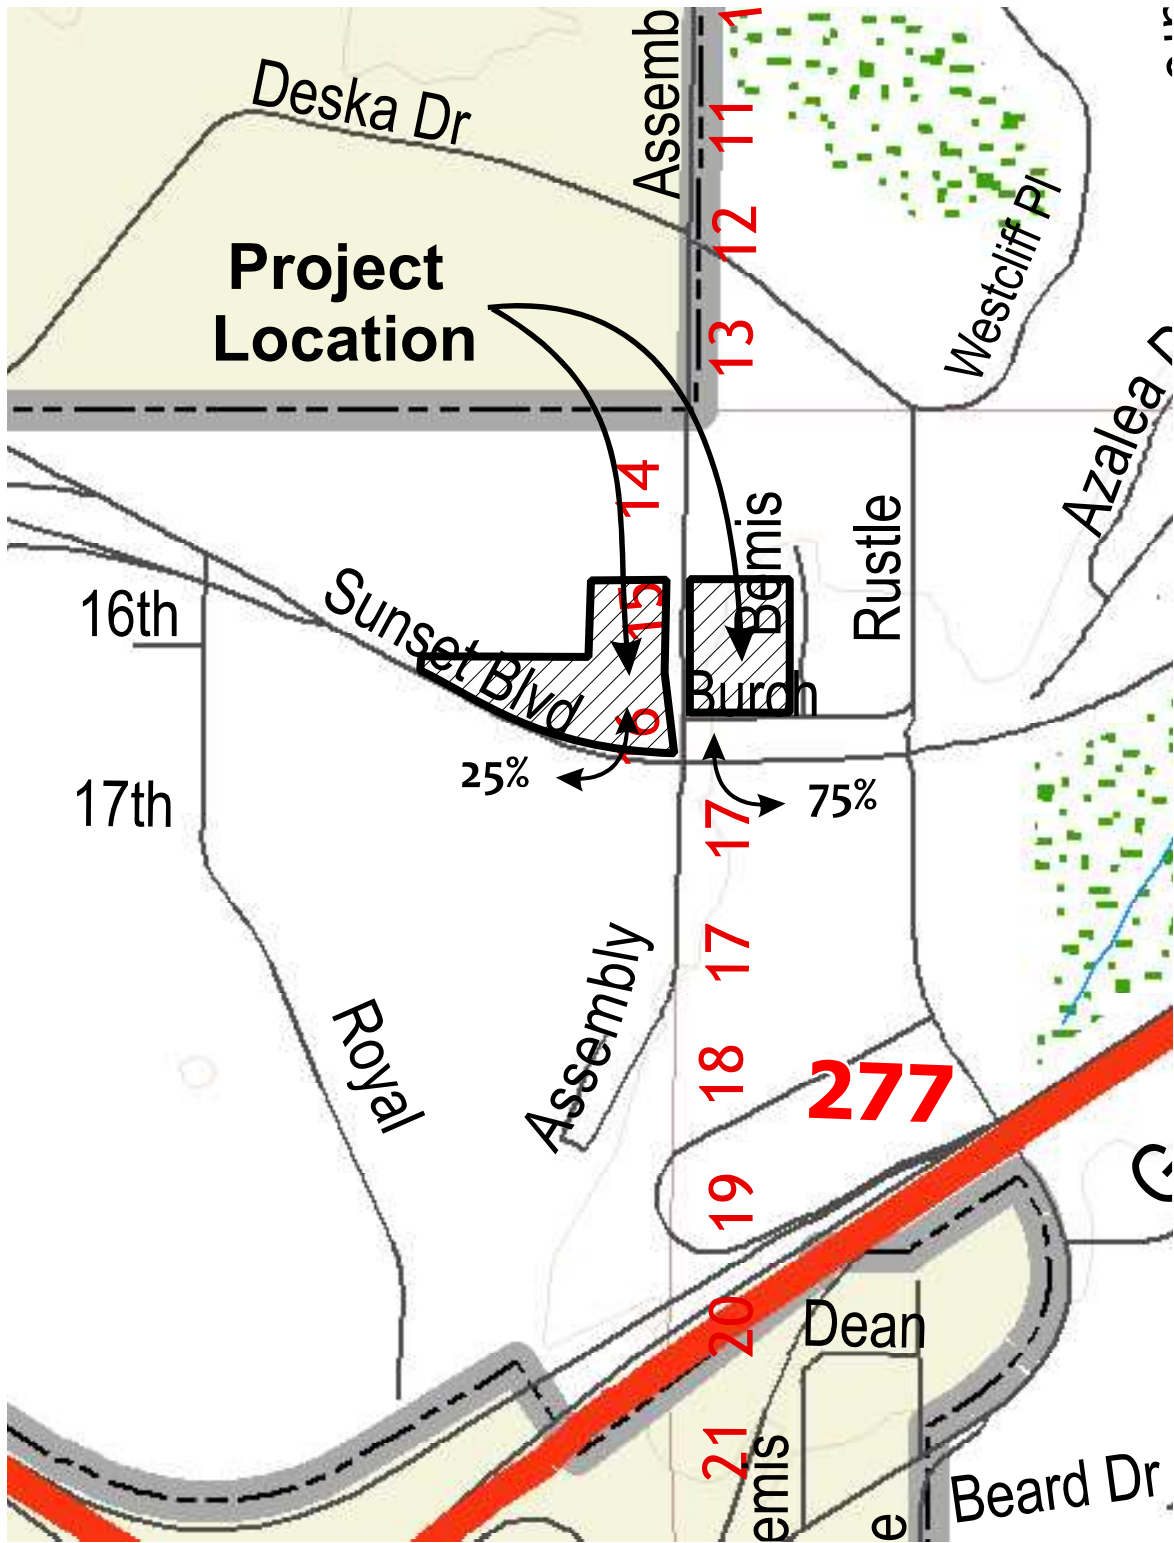 Assemb
1
Deska Dr
11
12
Westcliff Pl
Project
Location
13
Azalea
14
Bemis
Rustle
16th
Sunset Blvd
15
Burch
16
25%
75%
17th
17
Assembly
17
Royal
18
277
19
20
Dean
21
emis
Beard Dr
e